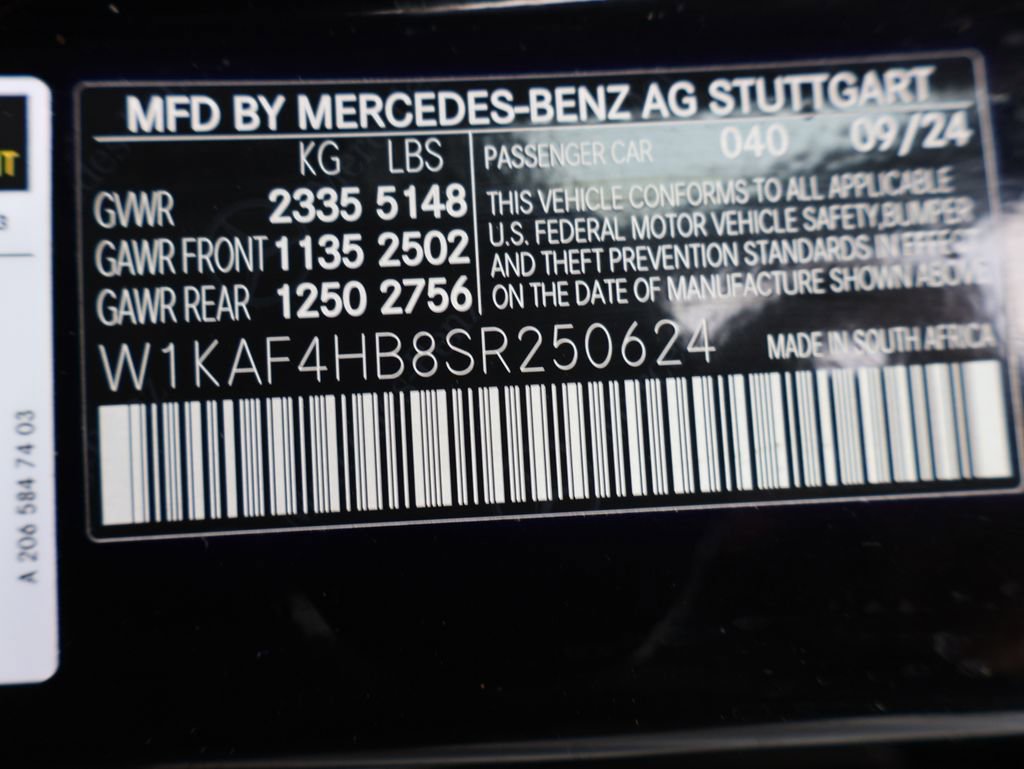 MFD BY MERCEDES-BENZ AG STUTTGART
KG LBS
GVWR 2335 5148
GAWR FRONT 1135 2502
GAWR REAR 1250 2756
PASSENGER CAR 040 09/24
THIS VEHICLE CONFORMS TO ALL APPLICABLE
U.S. FEDERAL MOTOR VEHICLE SAFETY, BUMPER
AND THEFT PREVENTION STANDARDS IN EFFECT
ON THE DATE OF MANUFACTURE SHOWN ABOVE
W1KAF4HB8SR250624
MADE IN SOUTH AFRICA
A 206 584 74 03